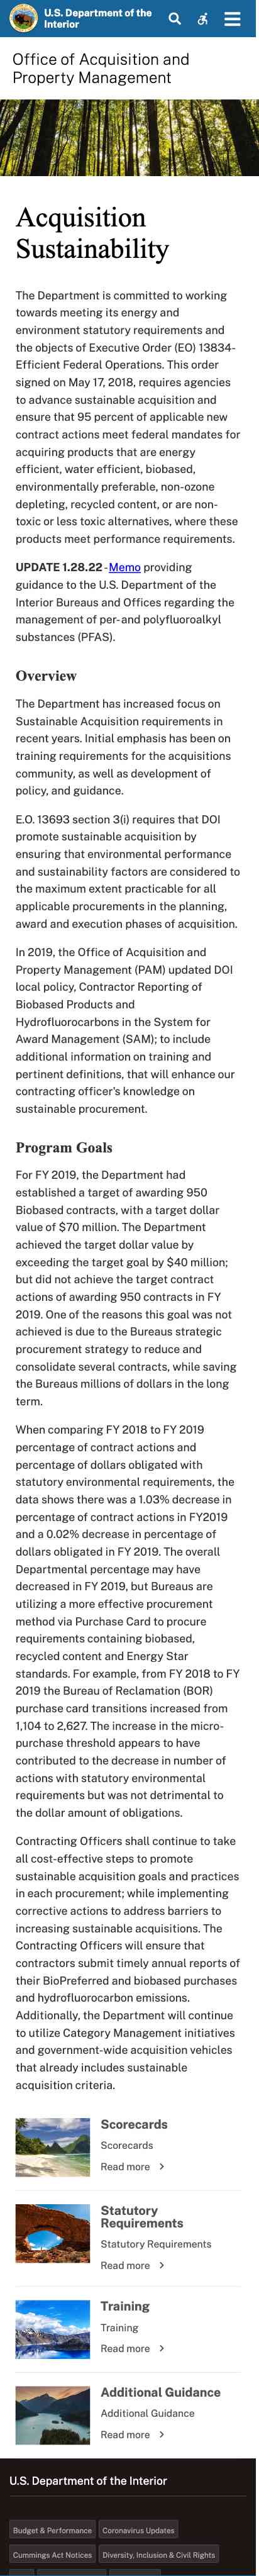 U.S. Department of the
Interior
Office of Acquisition and
Property Management
Acquisition
Sustainability
The Department is committed to working
towards meeting its energy and
environment statutory requirements and
the objects of Executive Order (EO) 13834-
Efficient Federal Operations. This order
signed on May 17, 2018, requires agencies
to advance sustainable acquisition and
ensure that 95 percent of applicable new
contract actions meet federal mandates for
acquiring products that are energy
efficient, water efficient, biobased,
environmentally preferable, non-ozone
depleting, recycled content, or are non-
toxic or less toxic alternatives, where these
products meet performance requirements.
UPDATE 1.28.22 - Memo providing
guidance to the U.S. Department of the
Interior Bureaus and Offices regarding the
management of per- and polyfluoroalkyl
substances (PFAS).
Overview
The Department has increased focus on
Sustainable Acquisition requirements in
recent years. Initial emphasis has been on
training requirements for the acquisitions
community, as well as development of
policy, and guidance.
E.O. 13693 section 3(i) requires that DOI
promote sustainable acquisition by
ensuring that environmental performance
and sustainability factors are considered to
the maximum extent practicable for all
applicable procurements in the planning,
award and execution phases of acquisition.
In 2019, the Office of Acquisition and
Property Management (PAM) updated DOI
local policy, Contractor Reporting of
Biobased Products and
Hydrofluorocarbons in the System for
Award Management (SAM); to include
additional information on training and
pertinent definitions, that will enhance our
contracting officer's knowledge on
sustainable procurement.
Program Goals
For FY 2019, the Department had
established a target of awarding 950
Biobased contracts, with a target dollar
value of $70 million. The Department
achieved the target dollar value by
exceeding the target goal by $40 million;
but did not achieve the target contract
actions of awarding 950 contracts in FY
2019. One of the reasons this goal was not
achieved is due to the Bureaus strategic
procurement strategy to reduce and
consolidate several contracts, while saving
the Bureaus millions of dollars in the long
term.
When comparing FY 2018 to FY 2019
percentage of contract actions and
percentage of dollars obligated with
statutory environmental requirements, the
data shows there was a 1.03% decrease in
percentage of contract actions in FY2019
and a 0.02% decrease in percentage of
dollars obligated in FY 2019. The overall
Departmental percentage may have
decreased in FY 2019, but Bureaus are
utilizing a more effective procurement
method via Purchase Card to procure
requirements containing biobased,
recycled content and Energy Star
standards. For example, from FY 2018 to FY
2019 the Bureau of Reclamation (BOR)
purchase card transitions increased from
1,104 to 2,627. The increase in the micro-
purchase threshold appears to have
contributed to the decrease in number of
actions with statutory environmental
requirements but was not detrimental to
the dollar amount of obligations.
Contracting Officers shall continue to take
all cost-effective steps to promote
sustainable acquisition goals and practices
in each procurement; while implementing
corrective actions to address barriers to
increasing sustainable acquisitions. The
Contracting Officers will ensure that
contractors submit timely annual reports of
their BioPreferred and biobased purchases
and hydrofluorocarbon emissions.
Additionally, the Department will continue
to utilize Category Management initiatives
and government-wide acquisition vehicles
that already includes sustainable
acquisition criteria.
Scorecards
Scorecards
Read more
Statutory
Requirements
Statutory Requirements
Read more
Training
Training
Read more
Additional Guidance
Additional Guidance
Read more
U.S. Department of the Interior
Budget & Performance
Coronavirus Updates
Cummings Act Notices
Diversity, Inclusion & Civil Rights